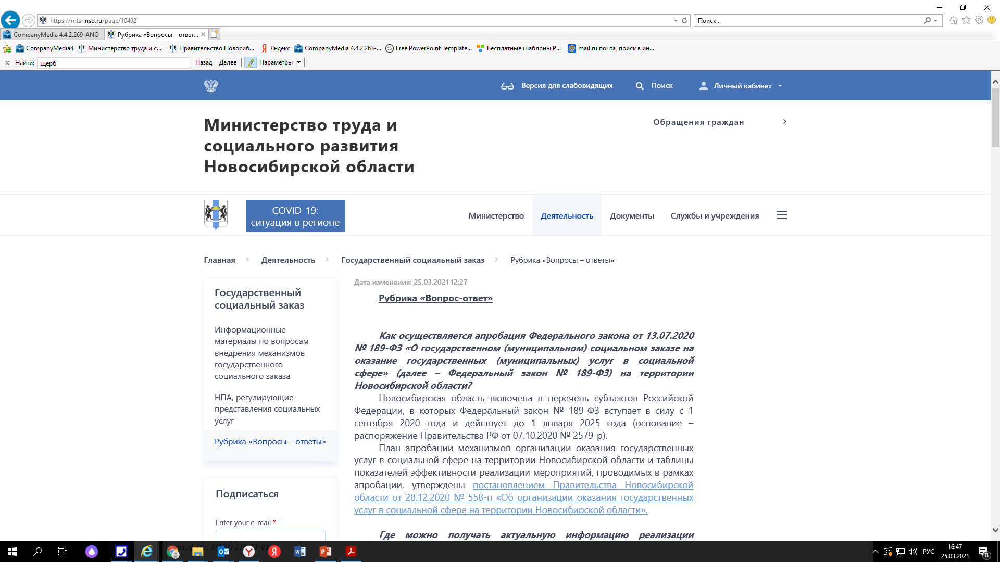 https://mtsr.nso.ru/page/10492
Поиск...
CompanyMedia 4.4.2.269-ANO
Рубрика «Вопросы – ответ...
CompanyMedia4
Министерство труда и с...
Правительство Новосиб...
Яндекс
CompanyMedia 4.4.2.263-...
Free PowerPoint Template...
Бесплатные шаблоны P...
mail.ru почта, поиск в ин...
Найти: щерб
Назад
Далее
Параметры
Версия для слабовидящих
Поиск
Личный кабинет
Министерство труда и
социального развития
Новосибирской области
Обращения граждан
COVID-19:
ситуация в регионе
Министерство
Деятельность
Документы
Службы и учреждения
Главная
Деятельность
Государственный социальный заказ
Рубрика «Вопросы – ответы»
Государственный
социальный заказ
Информационные
материалы по вопросам
внедрения механизмов
государственного
социального заказа
НПА, регулирующие
представления социальных
услуг
Рубрика «Вопросы – ответы»
Подписаться
Enter your e-mail *
Дата изменения: 25.03.2021 12:27
Рубрика «Вопрос-ответ»
Как осуществляется апробация Федерального закона от 13.07.2020
№ 189-ФЗ «О государственном (муниципальном) социальном заказе на
оказание государственных (муниципальных) услуг в социальной
сфере» (далее – Федеральный закон № 189-ФЗ) на территории
Новосибирской области?
Новосибирская область включена в перечень субъектов Российской
Федерации, в которых Федеральный закон № 189-ФЗ вступает в силу с 1
сентября 2020 года и действует до 1 января 2025 года (основание –
распоряжение Правительства РФ от 07.10.2020 № 2579-р).
План апробации механизмов организации оказания государственных
услуг в социальной сфере на территории Новосибирской области и таблицы
показателей эффективности реализации мероприятий, проводимых в рамках
апробации, утверждены постановлением Правительства Новосибирской
области от 28.12.2020 № 558-п «Об организации оказания государственных
услуг в социальной сфере на территории Новосибирской области».
Где можно получать актуальную информацию реализации
РУС
16:47
25.03.2021
8